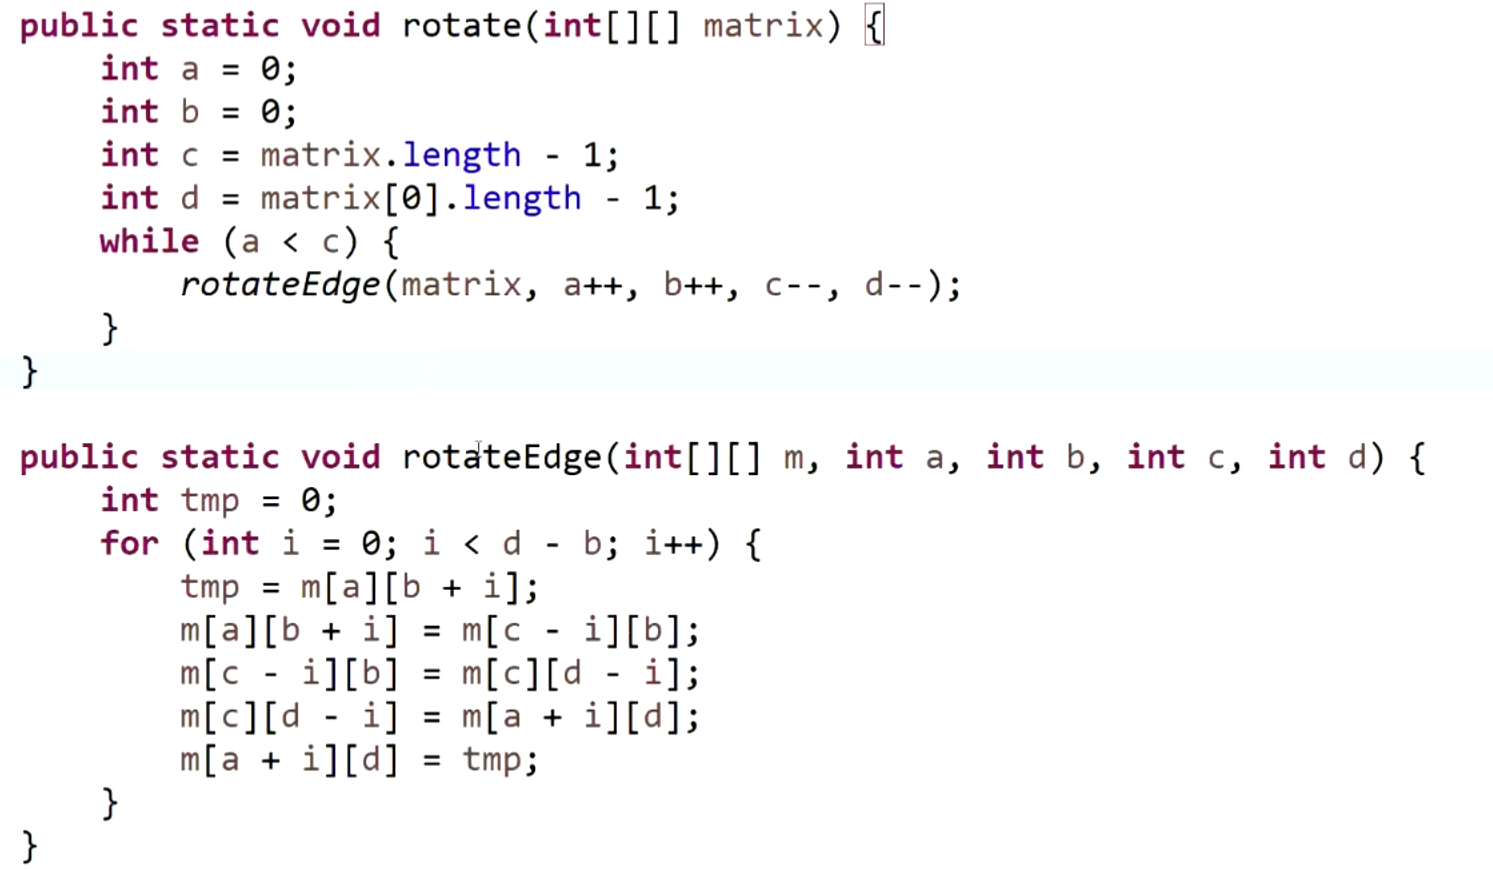 public static void rotate(int[][] matrix) {
    int a = 0;
    int b = 0;
    int c = matrix.length - 1;
    int d = matrix[0].length - 1;
    while (a < c) {
        rotateEdge(matrix, a++, b++, c--, d--);
    }
}
public static void rotateEdge(int[][] m, int a, int b, int c, int d) {
    int tmp = 0;
    for (int i = 0; i < d - b; i++) {
        tmp = m[a][b + i];
        m[a][b + i] = m[c - i][b];
        m[c - i][b] = m[c][d - i];
        m[c][d - i] = m[a + i][d];
        m[a + i][d] = tmp;
    }
}